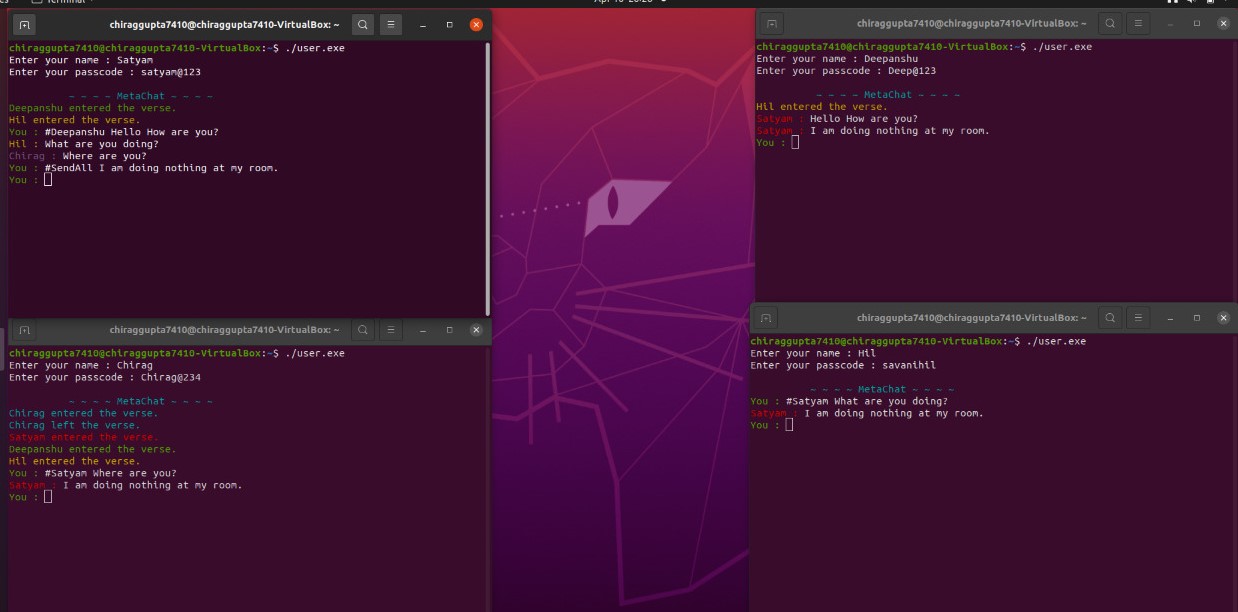 Terminal
chiraggupta7410@chiraggupta7410-VirtualBox: ~
chiraggupta7410@chiraggupta7410-VirtualBox:~$ ./user.exe
Enter your name : Satyam
Enter your passcode : satyam@123
~ ~ ~ ~ MetaChat ~ ~ ~ ~
Deepanshu entered the verse.
Hil entered the verse.
You : #Deepanshu Hello How are you?
Hil : What are you doing?
Chirag : Where are you?
You : #SendAll I am doing nothing at my room.
You :
chiraggupta7410@chiraggupta7410-VirtualBox: ~
chiraggupta7410@chiraggupta7410-VirtualBox:~$ ./user.exe
Enter your name : Deepanshu
Enter your passcode : Deep@123
~ ~ ~ ~ MetaChat ~ ~ ~ ~
Hil entered the verse.
Satyam : Hello How are you?
Satyam : I am doing nothing at my room.
You :
chiraggupta7410@chiraggupta7410-VirtualBox: ~
chiraggupta7410@chiraggupta7410-VirtualBox:~$ ./user.exe
Enter your name : Chirag
Enter your passcode : Chirag@234
~ ~ ~ ~ MetaChat ~ ~ ~ ~
Chirag entered the verse.
Chirag left the verse.
Satyam entered the verse.
Deepanshu entered the verse.
Hil entered the verse.
You : #Satyam Where are you?
Satyam : I am doing nothing at my room.
You :
chiraggupta7410@chiraggupta7410-VirtualBox: ~
chiraggupta7410@chiraggupta7410-VirtualBox:~$ ./user.exe
Enter your name : Hil
Enter your passcode : savanihil
~ ~ ~ ~ MetaChat ~ ~ ~ ~
You : #Satyam What are you doing?
Satyam : I am doing nothing at my room.
You :